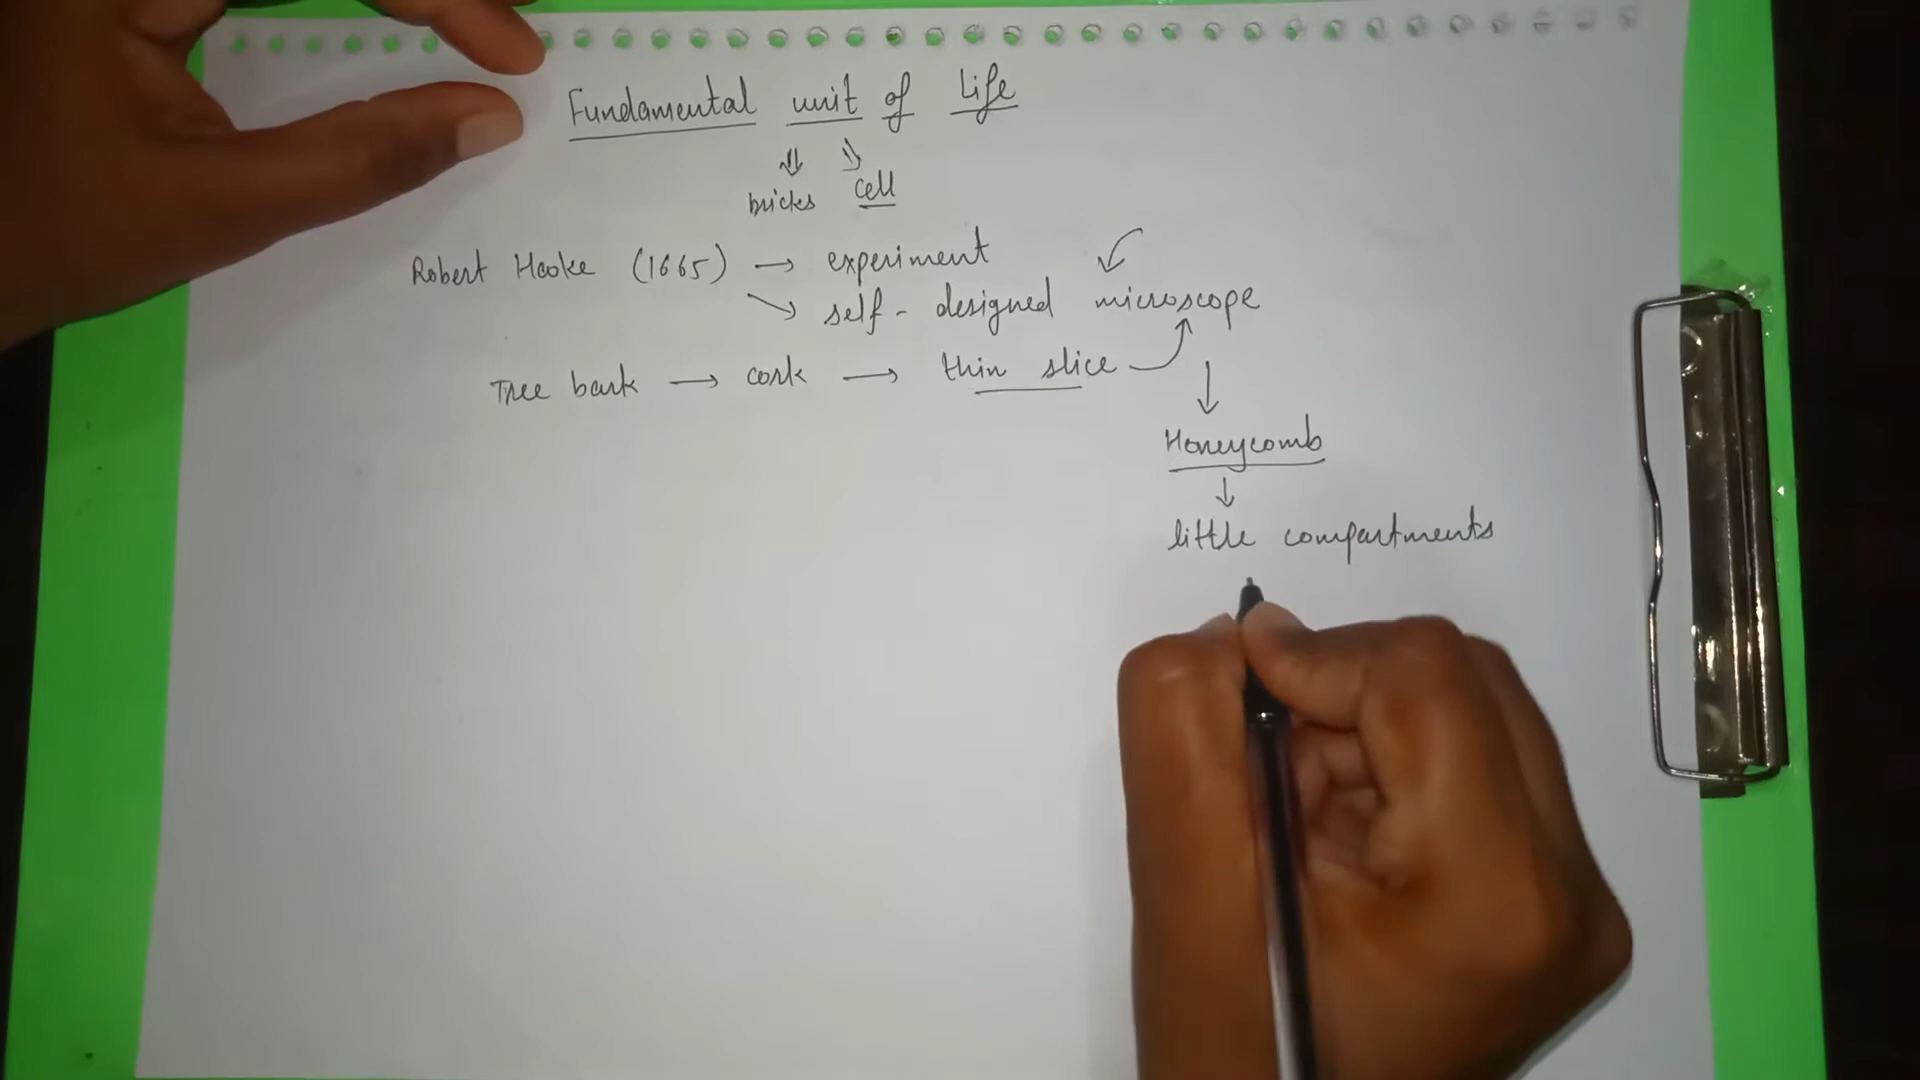 Fundamental unit of Life
⇓ ⇘
bricks cell
Robert Hooke (1665) → experiment
↘ self - designed microscope
Tree bark → cork → thin slice
↓
Honeycomb
↓
little compartments